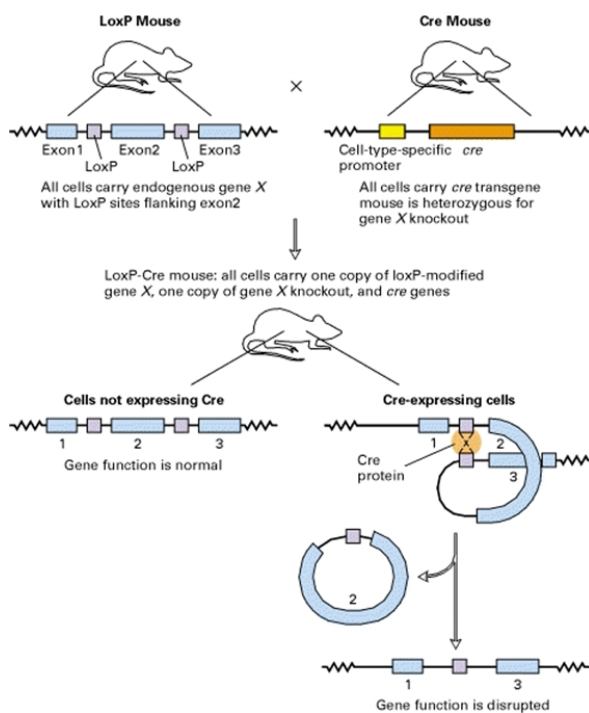 LoxP Mouse
Cre Mouse
×
Exon1
Exon2
Exon3
LoxP
LoxP
Cell-type-specific cre
promoter
All cells carry endogenous gene X
with LoxP sites flanking exon2
All cells carry cre transgene
mouse is heterozygous for
gene X knockout
LoxP-Cre mouse: all cells carry one copy of loxP-modified
gene X, one copy of gene X knockout, and cre genes
Cells not expressing Cre
1 2 3
Gene function is normal
Cre-expressing cells
1 2
x
3
Cre
protein
2
1 3
Gene function is disrupted